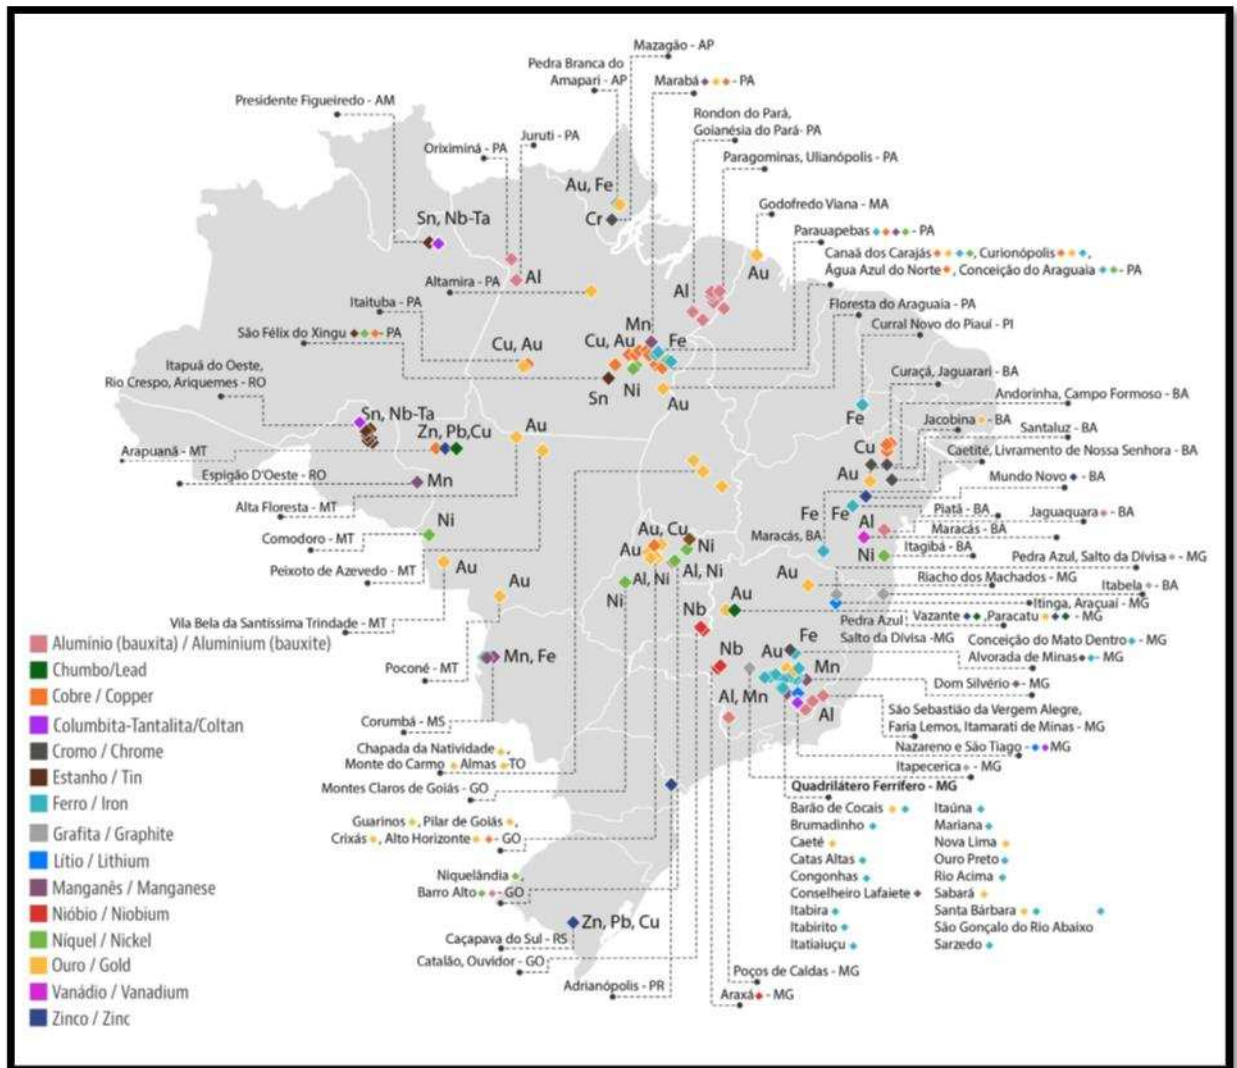 Mazagão - AP
Pedra Branca do
Amapari - AP
Marabá - PA
Presidente Figueiredo - AM
Rondon do Pará,
Goianésia do Pará- PA
Juruti - PA
Oriximiná - PA
Paragominas, Ulianópolis - PA
Au, Fe
Godofredo Viana - MA
Cr
Sn, Nb-Ta
Parauapebas - PA
Canaã dos Carajás , Curionópolis ,
Água Azul do Norte , Conceição do Araguaia - PA
Au
Al
Altamira - PA
Al
Itaituba - PA
Floresta do Araguaia - PA
Mn
Curral Novo do Piauí - PI
São Félix do Xingu - PA
Cu, Au
Cu, Au
Fe
Itapuã do Oeste,
Rio Crespo, Ariquemes - RO
Curaçá, Jaguarari - BA
Sn
Ni
Au
Andorinha, Campo Formoso - BA
Sn, Nb-Ta
Fe
Jacobina - BA
Santaluz - BA
Zn, Pb,Cu
Au
Cu
Arapuanã - MT
Caetité, Livramento de Nossa Senhora - BA
Espigão D'Oeste - RO
Mn
Au
Mundo Novo - BA
Alta Floresta - MT
Fe
Fe
Piatã - BA
Jaguaquara - BA
Ni
Al
Maracás, BA
Maracás - BA
Comodoro - MT
Au, Cu
Ni
Au
Ni
Itagibá - BA
Pedra Azul, Salto da Divisa - MG
Peixoto de Azevedo - MT
Au
Al, Ni
Al, Ni
Au
Riacho dos Machados - MG
Au
Itabela - BA
Ni
Au
Nb
Itinga, Araçuaí - MG
Vila Bela da Santíssima Trindade - MT
Pedra Azul
Vazante , Paracatu - MG
Salto da Divisa -MG
Fe
Conceição do Mato Dentro - MG
Alumínio (bauxita) / Aluminium (bauxite)
Nb
Au
Alvorada de Minas - MG
Chumbo/Lead
Poconé - MT
Mn, Fe
Mn
Dom Silvério - MG
Cobre / Copper
Al, Mn
Al
São Sebastião da Vergem Alegre,
Faria Lemos, Itamarati de Minas - MG
Columbita-Tantalita/Coltan
Corumbá - MS
Nazareno e São Tiago - MG
Cromo / Chrome
Chapada da Natividade ,
Monte do Carmo Almas -TO
Itapecerica - MG
Estanho / Tin
Montes Claros de Goiás - GO
Quadrilátero Ferrífero - MG
Ferro / Iron
Barão de Cocais
Itaúna
Guarinos , Pilar de Goiás ,
Brumadinho
Mariana
Grafita / Graphite
Crixás , Alto Horizonte - GO
Caeté
Nova Lima
Lítio / Lithium
Catas Altas
Ouro Preto
Niquelândia ,
Congonhas
Rio Acima
Manganês / Manganese
Barro Alto - GO
Conselheiro Lafaiete
Sabará
Nióbio / Niobium
Itabira
Santa Bárbara
Zn, Pb, Cu
Itabirito
São Gonçalo do Rio Abaixo
Níquel / Nickel
Caçapava do Sul - RS
Itatiaiuçu
Sarzedo
Ouro / Gold
Catalão, Ouvidor - GO
Poços de Caldas - MG
Vanádio / Vanadium
Adrianópolis - PR
Araxá - MG
Zinco / Zinc